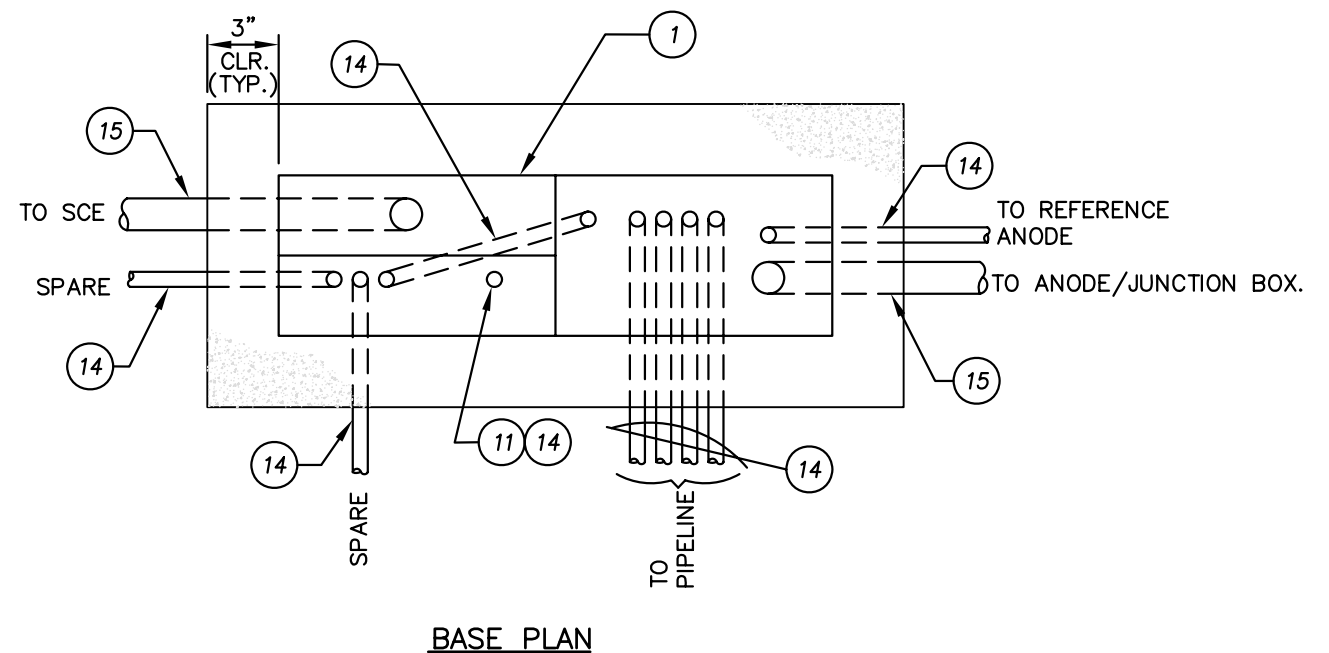 3"
CLR.
(TYP.)
14
1
15
14
TO SCE
TO REFERENCE
ANODE
SPARE
TO ANODE/JUNCTION BOX.
14
15
14
11 14
14
SPARE
TO
PIPELINE
BASE PLAN